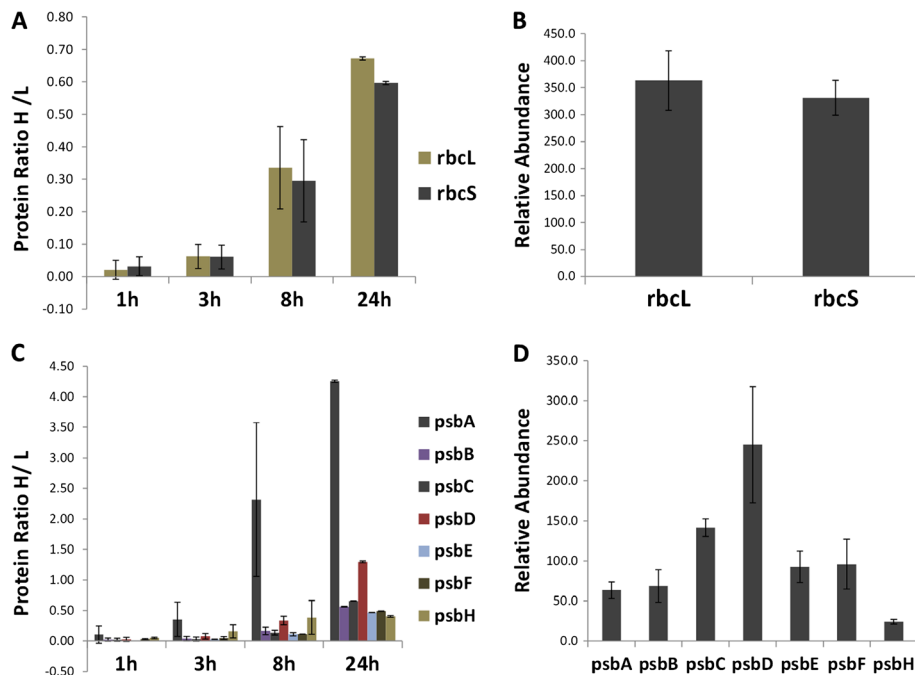 A
Protein Ratio H /L
0.80
0.70
0.60
0.50
0.40
0.30
0.20
0.10
0.00
-0.10
1h 3h 8h 24h
rbcL
rbcS
B
Relative Abundance
450.0
400.0
350.0
300.0
250.0
200.0
150.0
100.0
50.0
0.0
rbcL rbcS
C
Protein Ratio H/ L
4.50
4.00
3.50
3.00
2.50
2.00
1.50
1.00
0.50
0.00
-0.50
1h 3h 8h 24h
psbA
psbB
psbC
psbD
psbE
psbF
psbH
D
Relative Abundance
350.0
300.0
250.0
200.0
150.0
100.0
50.0
0.0
psbA psbB psbC psbD psbE psbF psbH